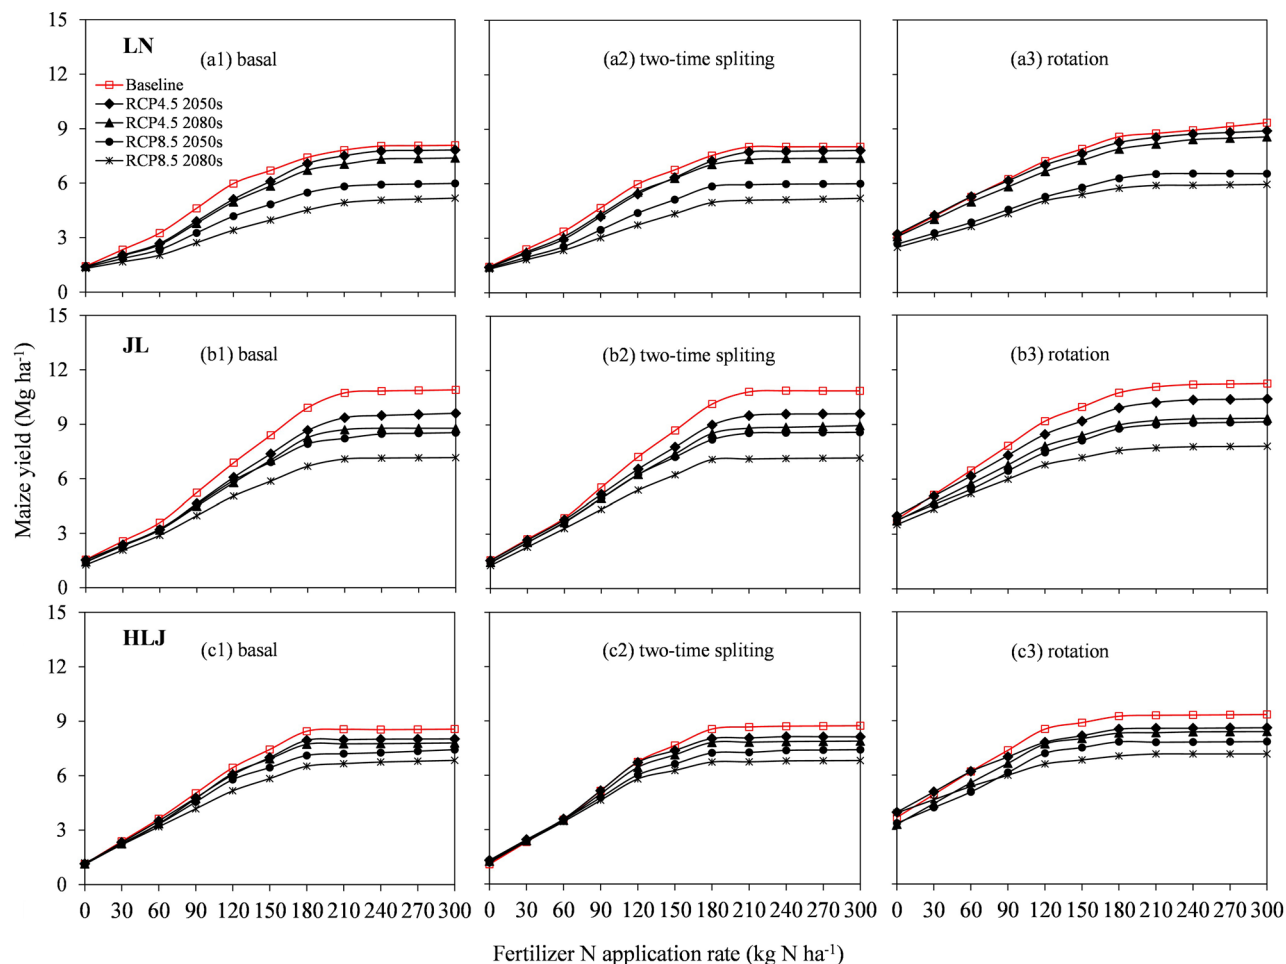 LN
(a1) basal
(a2) two-time spliting
(a3) rotation
Baseline
RCP4.5 2050s
RCP4.5 2080s
RCP8.5 2050s
RCP8.5 2080s
15
12
9
6
3
0
JL
(b1) basal
(b2) two-time spliting
(b3) rotation
15
12
9
6
3
0
Maize yield (Mg ha-1)
HLJ
(c1) basal
(c2) two-time spliting
(c3) rotation
15
12
9
6
3
0
0 30 60 90 120 150 180 210 240 270 300
0 30 60 90 120 150 180 210 240 270 300
0 30 60 90 120 150 180 210 240 270 300
Fertilizer N application rate (kg N ha-1)